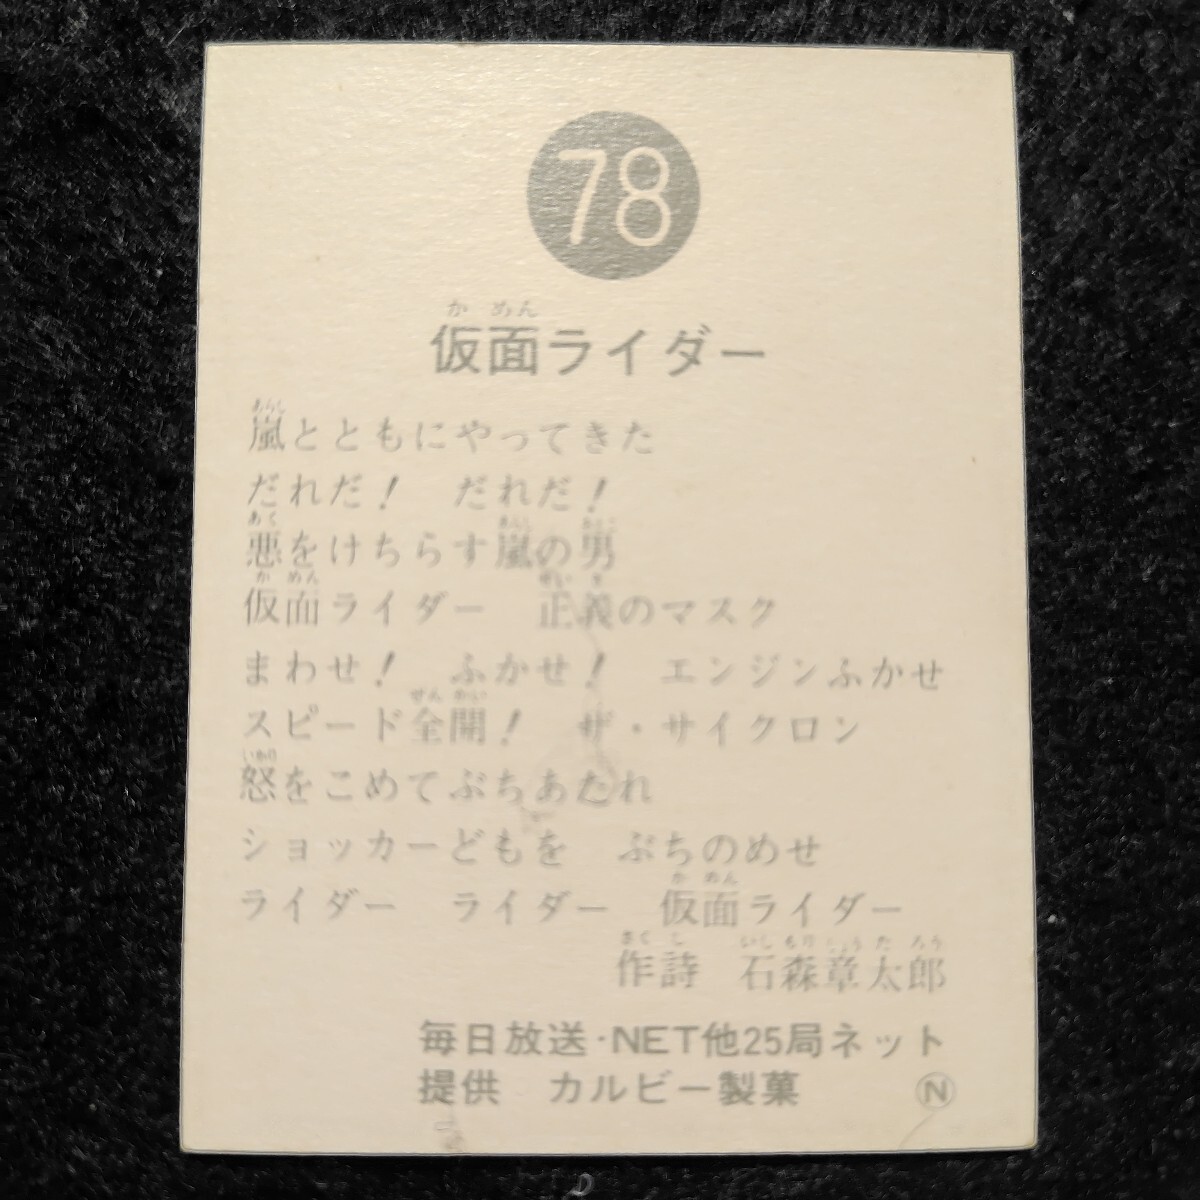 78
仮面ライダー
嵐とともにやってきた
だれだ！　だれだ！
悪をけちらす嵐の男
仮面ライダー　正義のマスク
まわせ！　ふかせ！　エンジンふかせ
スピード全開！　ザ・サイクロン
怒をこめてぶちあたれ
ショッカーどもを　ぶちのめせ
ライダー　ライダー　仮面ライダー
作詩　石森章太郎
毎日放送・NET他25局ネット
提供　カルビー製菓　Ⓝ